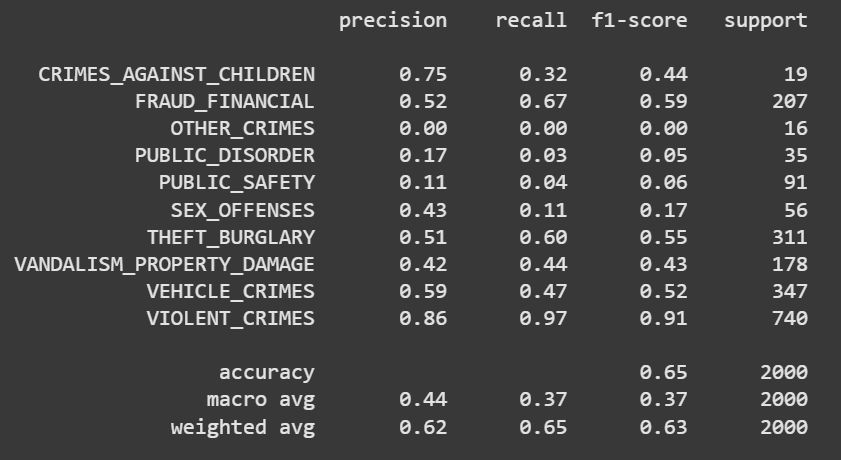 precision recall f1-score support
CRIMES_AGAINST_CHILDREN 0.75 0.32 0.44 19
FRAUD_FINANCIAL 0.52 0.67 0.59 207
OTHER_CRIMES 0.00 0.00 0.00 16
PUBLIC_DISORDER 0.17 0.03 0.05 35
PUBLIC_SAFETY 0.11 0.04 0.06 91
SEX_OFFENSES 0.43 0.11 0.17 56
THEFT_BURGLARY 0.51 0.60 0.55 311
VANDALISM_PROPERTY_DAMAGE 0.42 0.44 0.43 178
VEHICLE_CRIMES 0.59 0.47 0.52 347
VIOLENT_CRIMES 0.86 0.97 0.91 740
accuracy 0.65 2000
macro avg 0.44 0.37 0.37 2000
weighted avg 0.62 0.65 0.63 2000